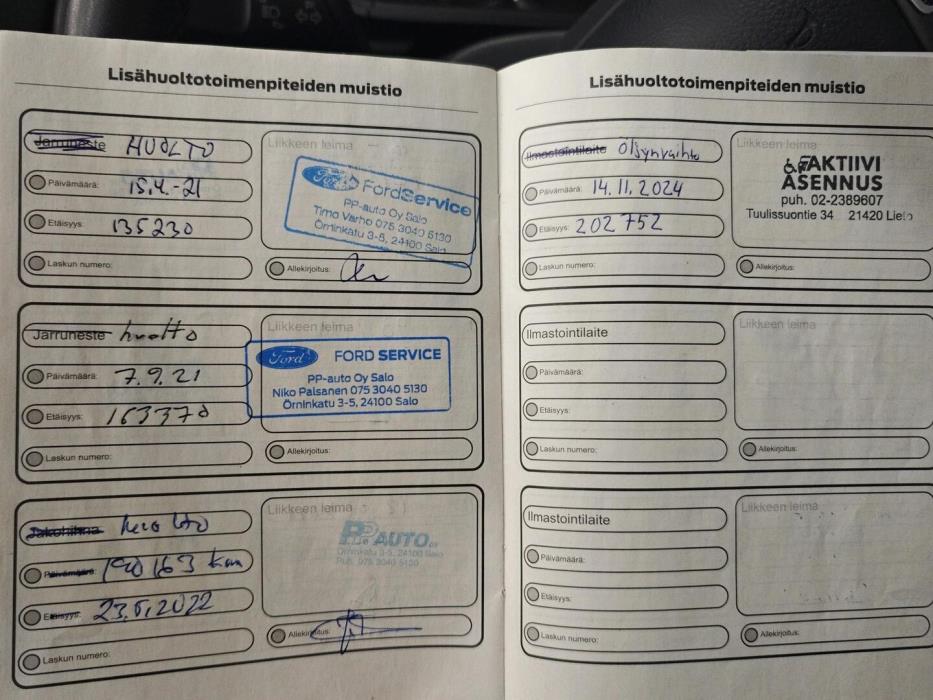 Lisähuoltotoimenpiteiden muistio
Jarruneste HUOLTO
Päivämäärä: 15.4.-21
Etäisyys: 135230
Laskun numero:
Liikkeen leima
Ford FordService
PP-auto Oy Salo
Timo Varho 075 3040 5130
Örninkatu 3-5, 24100 Salo
Allekirjoitus:
Jarruneste huolto
Päivämäärä: 7.9.21
Etäisyys: 163370
Laskun numero:
Liikkeen leima
Ford FORD SERVICE
PP-auto Oy Salo
Niko Palsanen 075 3040 5130
Örninkatu 3-5, 24100 Salo
Allekirjoitus:
Jakohihna huolto
Päivämäärä: 190163 km
Etäisyys: 23.5.2022
Laskun numero:
Liikkeen leima
PP AUTO
Örninkatu 3-5, 24100 Salo
Puh. 075 3040 5130
Allekirjoitus:
Lisähuoltotoimenpiteiden muistio
Ilmastointilaite Öljynvaihto
Päivämäärä: 14.11.2024
Etäisyys: 202752
Laskun numero:
Liikkeen leima
AKTIIVI
ASENNUS
puh. 02-2389607
Tuulissuontie 34 21420 Lieto
Allekirjoitus:
Ilmastointilaite
Päivämäärä:
Etäisyys:
Laskun numero:
Liikkeen leima
Allekirjoitus:
Ilmastointilaite
Päivämäärä:
Etäisyys:
Laskun numero:
Liikkeen leima
Allekirjoitus: